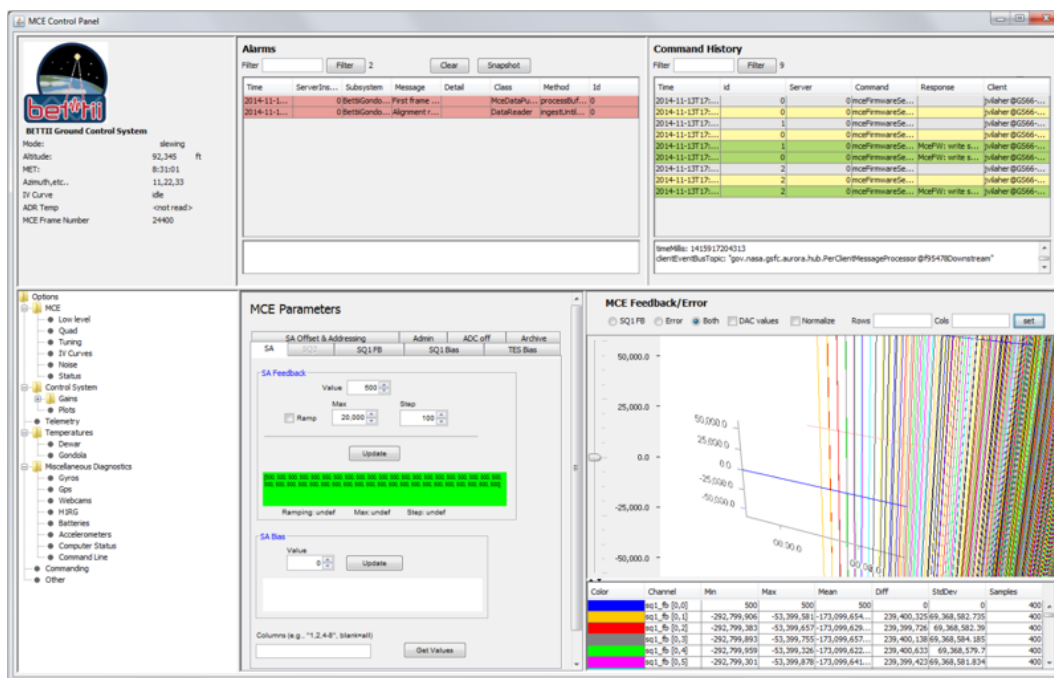 MCE Control Panel
bettii
BETTII Ground Control System
Mode: slewing
Altitude: 92,345 ft
MET: 8:31:01
Azimuth,etc.. 11,22,33
IV Curve idle
ADR Temp <not read>
MCE Frame Number 24400
Alarms
Filter Filter 2 Clear Snapshot
Time ServerIns... Subsystem Message Detail Class Method Id
2014-11-1... 0 BettiiGondo... First frame ... MceDataPu... processBuf... 0
2014-11-1... 0 BettiiGondo... Alignment r... DataReader ingestUntil... 0
Command History
Filter Filter 9
Time id Server Command Response Client
2014-11-13T17:... 0 0 mceFirmwareSe... jvilaher@GS66-...
2014-11-13T17:... 0 0 mceFirmwareSe... jvilaher@GS66-...
2014-11-13T17:... 1 0 mceFirmwareSe... jvilaher@GS66-...
2014-11-13T17:... 0 0 mceFirmwareSe... jvilaher@GS66-...
2014-11-13T17:... 1 0 mceFirmwareSe... MceFW: write s... jvilaher@GS66-...
2014-11-13T17:... 0 0 mceFirmwareSe... MceFW: write s... jvilaher@GS66-...
2014-11-13T17:... 2 0 mceFirmwareSe... jvilaher@GS66-...
2014-11-13T17:... 2 0 mceFirmwareSe... jvilaher@GS66-...
2014-11-13T17:... 2 0 mceFirmwareSe... MceFW: write s... jvilaher@GS66-...
timeMillis: 1415917204313
clientEventBusTopic: "gov.nasa.gsfc.aurora.hub.PerClientMessageProcessor@f95478Downstream"
Options
MCE
Low level
Quad
Tuning
IV Curves
Noise
Status
Control System
Gains
Plots
Telemetry
Temperatures
Dewar
Gondola
Miscellaneous Diagnostics
Gyros
Gps
Webcams
H1RG
Batteries
Accelerometers
Computer Status
Command Line
Commanding
Other
MCE Parameters
SA Offset & Addressing Admin ADC off Archive
SA SQ2 SQ1 FB SQ1 Bias TES Bias
SA Feedback
Value 500
Max Step
Ramp 20,000 100
Update
Ramping: undef Max: undef Step: undef
SA Bias
Value
0 Update
Columns (e.g., "1,2,4-8", blank=all)
Get Values
MCE Feedback/Error
SQ1 FB Error Both DAC values Normalize Rows Cols set
50,000.0
25,000.0
0.0
-25,000.0
-50,000.0
50,000.0
25,000.0
0.0
-25,000.0
-50,000.0
Color Channel Min Max Mean Diff StdDev Samples
sq1_fb [0,0] 500 500 500 0 0 400
sq1_fb [0,1] -292,799,906 -53,399,581 -173,099,654... 239,400,325 69,368,582.735 400
sq1_fb [0,2] -292,799,383 -53,399,657 -173,099,629... 239,399,726 69,368,582.39 400
sq1_fb [0,3] -292,799,893 -53,399,755 -173,099,657... 239,400,138 69,368,584.185 400
sq1_fb [0,4] -292,799,959 -53,399,326 -173,099,622... 239,400,633 69,368,579.7 400
sq1_fb [0,5] -292,799,301 -53,399,878 -173,099,641... 239,399,423 69,368,581.834 400